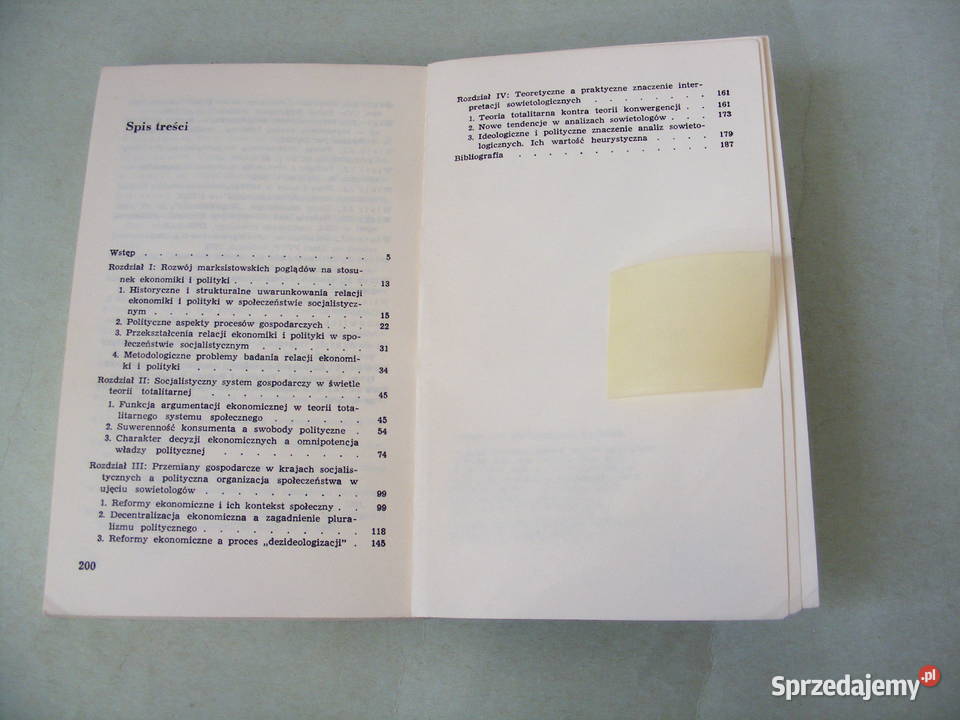 Spis treści
Wstęp . . . . . . . . . . . . . . . 5
Rozdział I: Rozwój marksistowskich poglądów na stosu-
nek ekonomiki i polityki . . . . . . . . . 13
1. Historyczne i strukturalne uwarunkowania relacji
ekonomiki i polityki w społeczeństwie socjalistycz-
nym . . . . . . . . . . . . . 15
2. Polityczne aspekty procesów gospodarczych . . . 22
3. Przekształcenia relacji ekonomiki i polityki w spo-
łeczeństwie socjalistycznym . . . . . . . 31
4. Metodologiczne problemy badania relacji ekonomi-
ki i polityki . . . . . . . . . . . 34
Rozdział II: Socjalistyczny system gospodarczy w świetle
teorii totalitarnej . . . . . . . . . . 45
1. Funkcja argumentacji ekonomicznej w teorii tota-
litarnego systemu społecznego . . . . . . 45
2. Suwerenność konsumenta a swobody polityczne . 54
3. Charakter decyzji ekonomicznych a omnipotencja
władzy politycznej . . . . . . . . . 74
Rozdział III: Przemiany gospodarcze w krajach socjalis-
tycznych a polityczna organizacja społeczeństwa w
ujęciu sowietologów . . . . . . . . . . 99
1. Reformy ekonomiczne i ich kontekst społeczny . . 99
2. Decentralizacja ekonomiczna a zagadnienie plura-
lizmu politycznego . . . . . . . . . . 118
3. Reformy ekonomiczne a proces „dezideologizacji” . 145
200
Rozdział IV: Teoretyczne a praktyczne znaczenie inter-
pretacji sowietologicznych . . . . . . . . 161
1. Teoria totalitarna kontra teorii konwergencji . . 161
2. Nowe tendencje w analizach sowietologów . . . 173
3. Ideologiczne i polityczne znaczenie analiz sowieto-
logicznych. Ich wartość heurystyczna . . . . 179
Bibliografia . . . . . . . . . . . . . 187
Sprzedajemy.pl